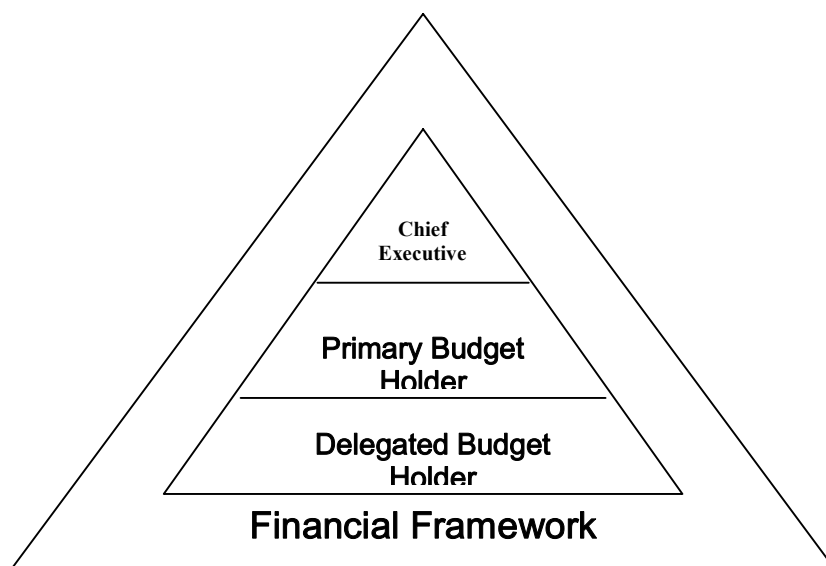 Chief
Executive
Primary Budget
Holder
Delegated Budget
Holder
Financial Framework